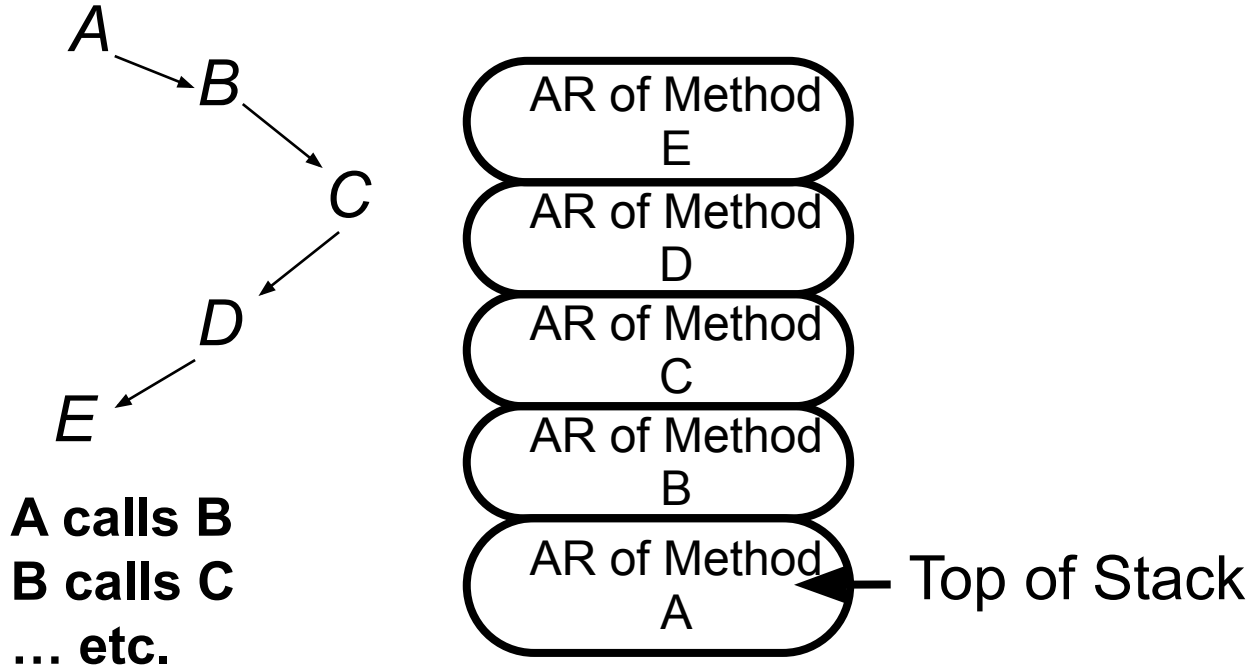 A
B
C
D
E
A calls B
B calls C
… etc.
AR of Method
E
AR of Method
D
AR of Method
C
AR of Method
B
AR of Method
A
Top of Stack